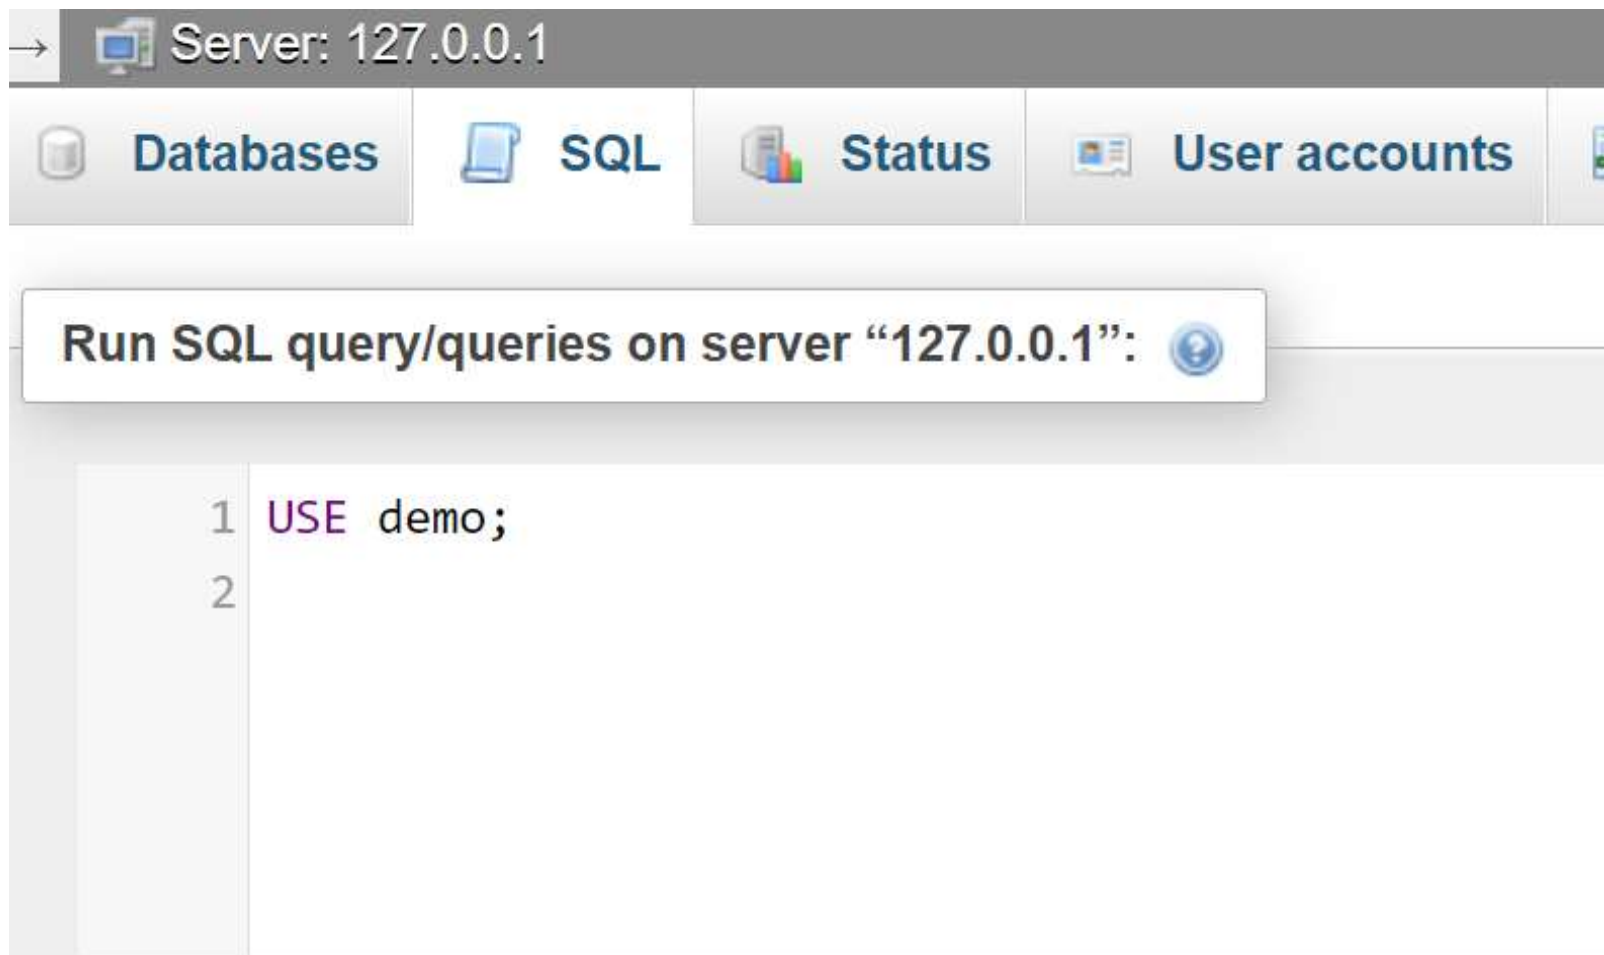 → Server: 127.0.0.1
Databases SQL Status User accounts
Run SQL query/queries on server “127.0.0.1”:
1 USE demo;
2